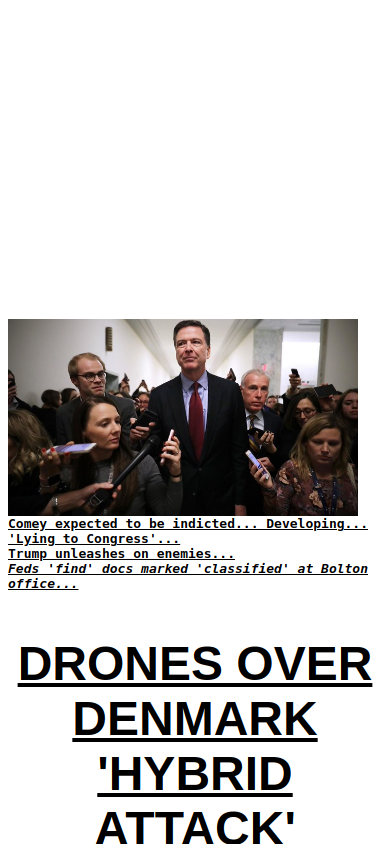 Comey expected to be indicted... Developing...
'Lying to Congress'...
Trump unleashes on enemies...
Feds 'find' docs marked 'classified' at Bolton
office...
DRONES OVER
DENMARK
'HYBRID
ATTACK'